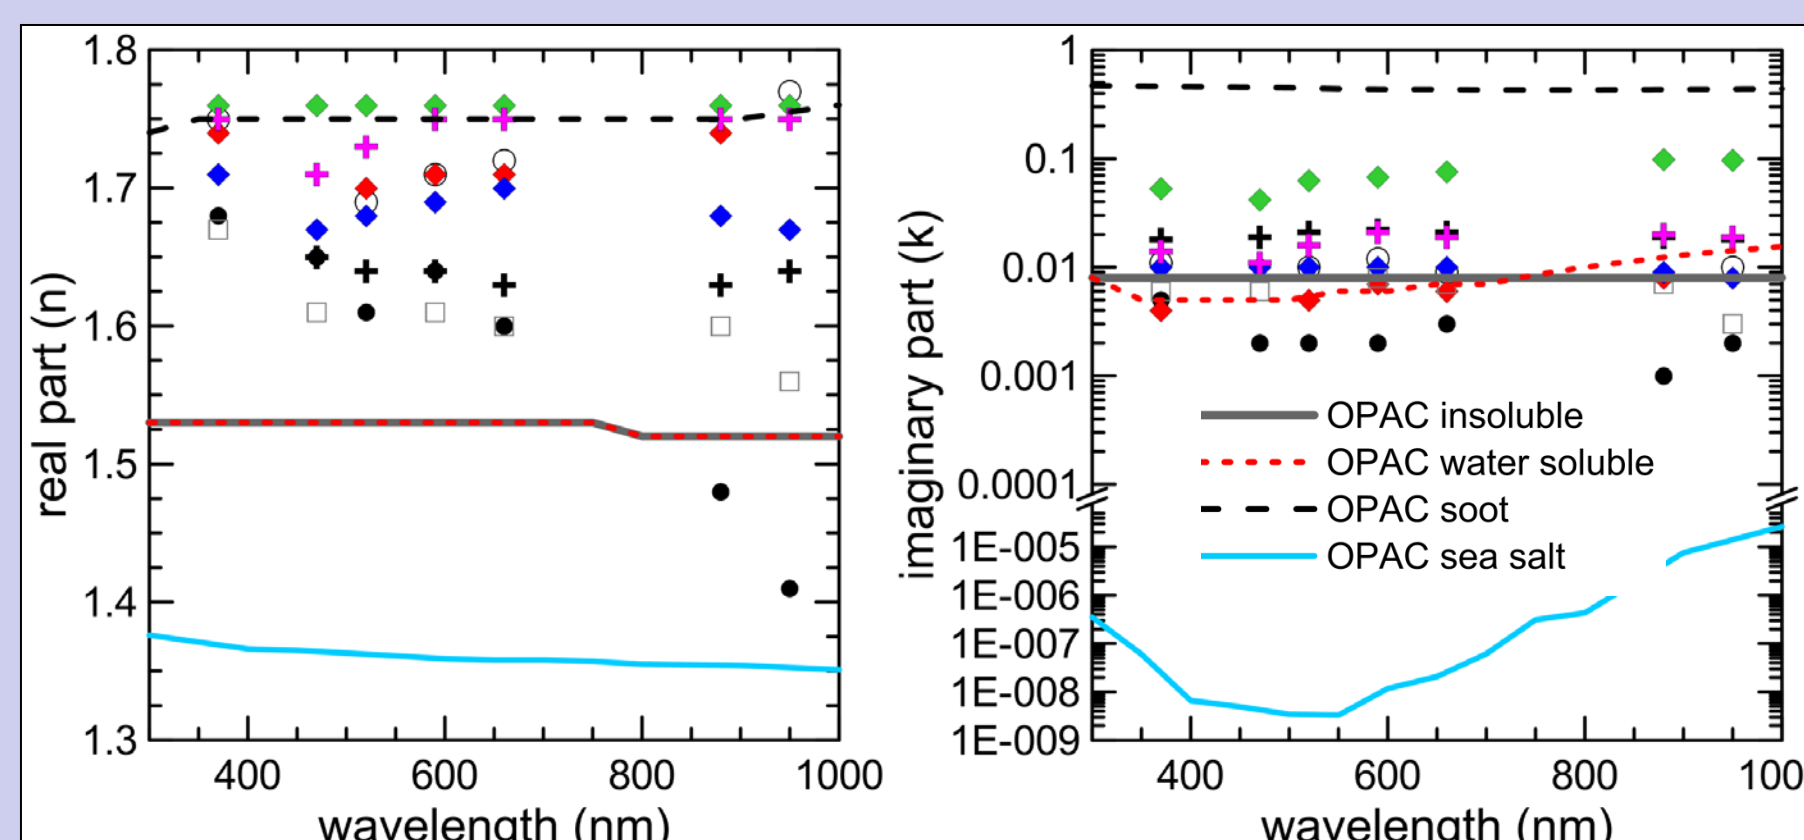 1.8
1.7
1.6
1.5
1.4
1.3
real part (n)
400 600 800 1000
wavelength (nm)
1
0.1
0.01
0.001
0.0001
1E-005
1E-006
1E-007
1E-008
1E-009
imaginary part (k)
OPAC insoluble
OPAC water soluble
OPAC soot
OPAC sea salt
400 600 800 100
wavelength (nm)